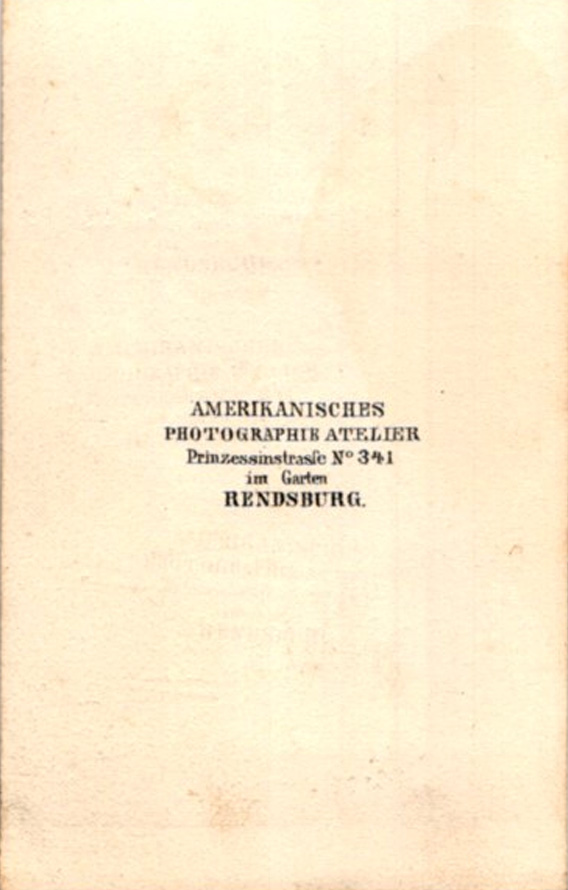 AMERIKANISCHES
PHOTOGRAPHIE ATELIER
Prinzessinstraſse Nº 341
im Garten
RENDSBURG.